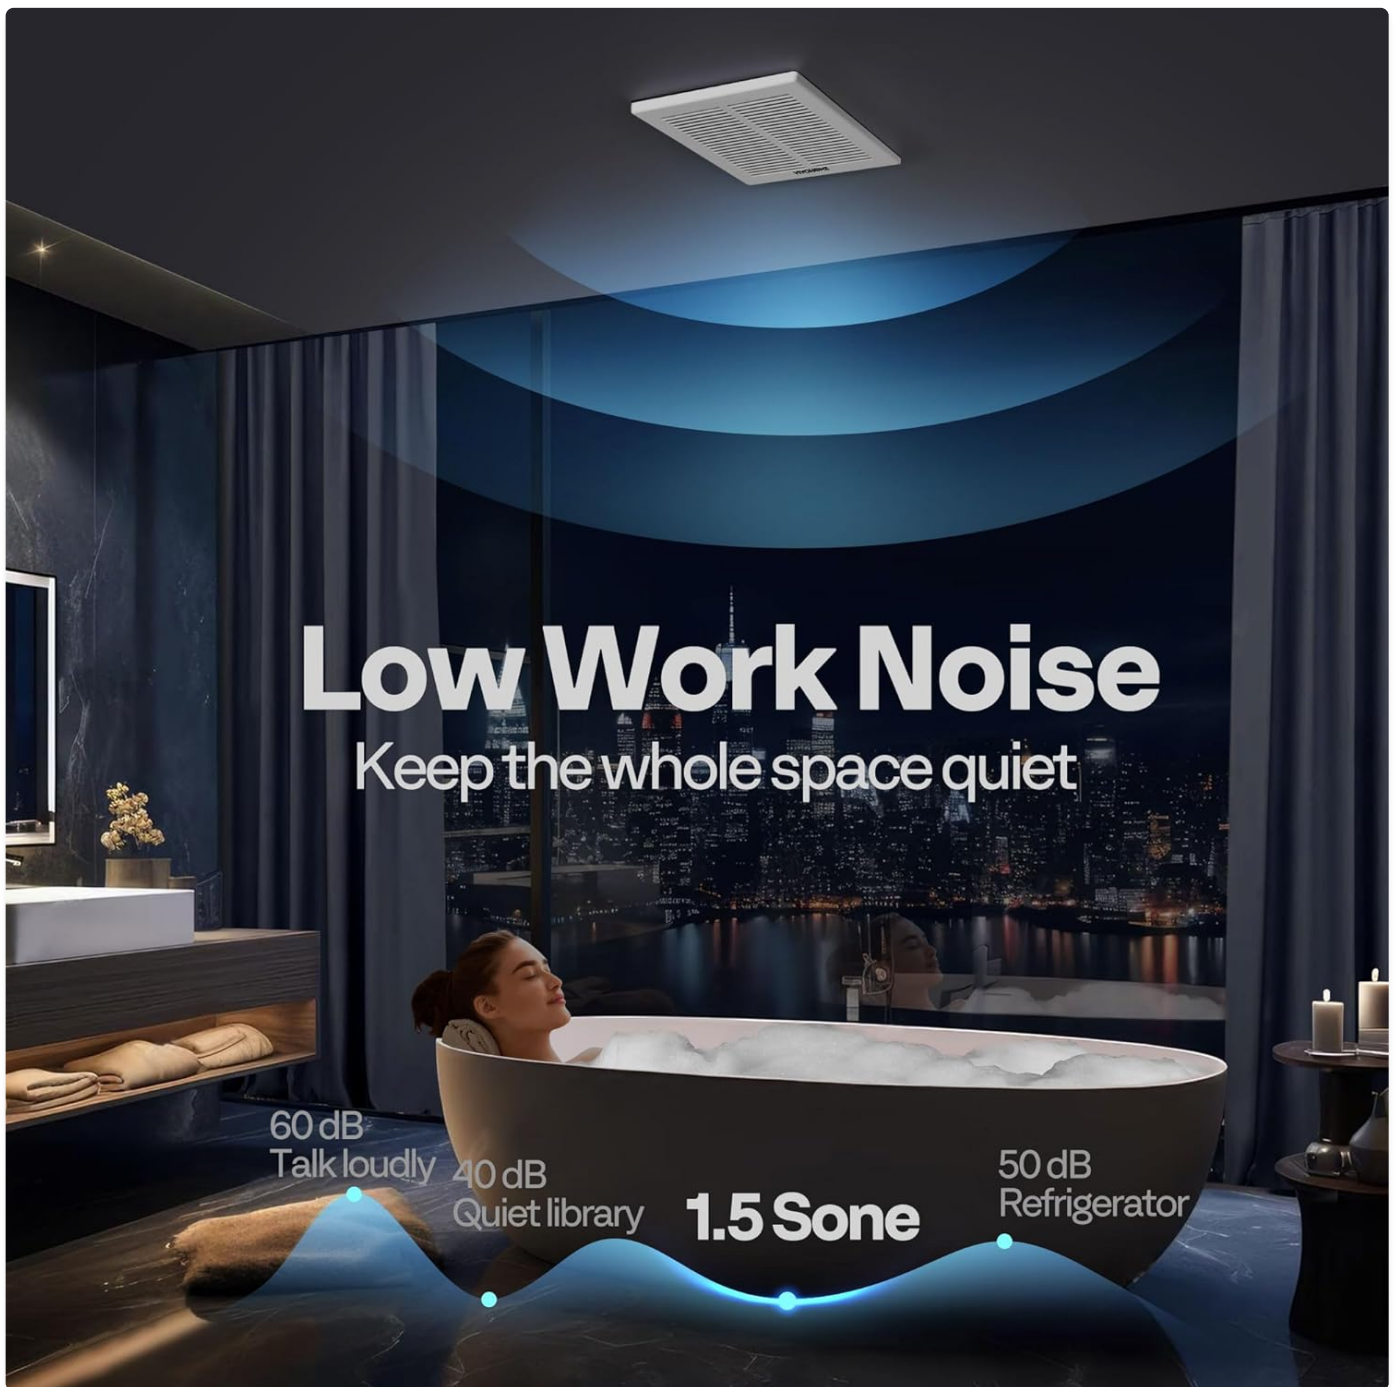 Low Work Noise
Keep the whole space quiet
60 dB
Talk loudly
40 dB
Quiet library
1.5 Sone
50 dB
Refrigerator